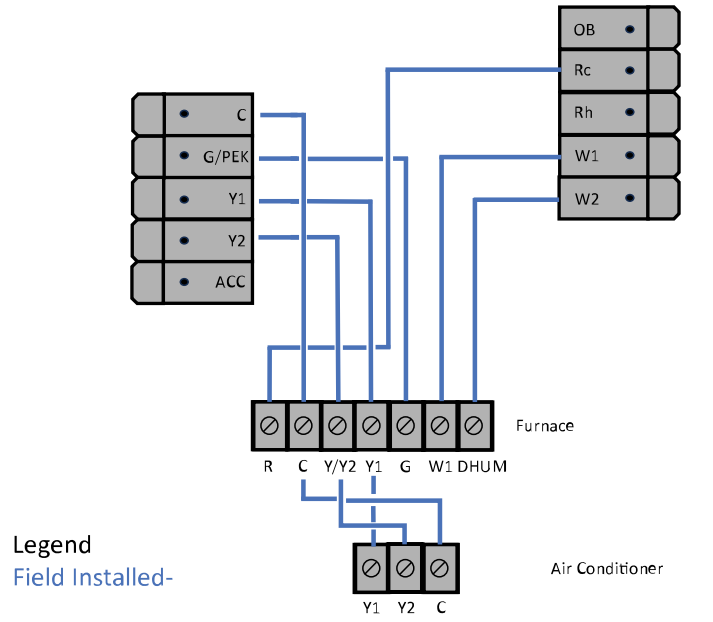 OB
Rc
Rh
W1
W2
C
G/PEK
Y1
Y2
ACC
Furnace
R C Y/Y2 Y1 G W1 DHUM
Legend
Field Installed-
Air Conditioner
Y1 Y2 C